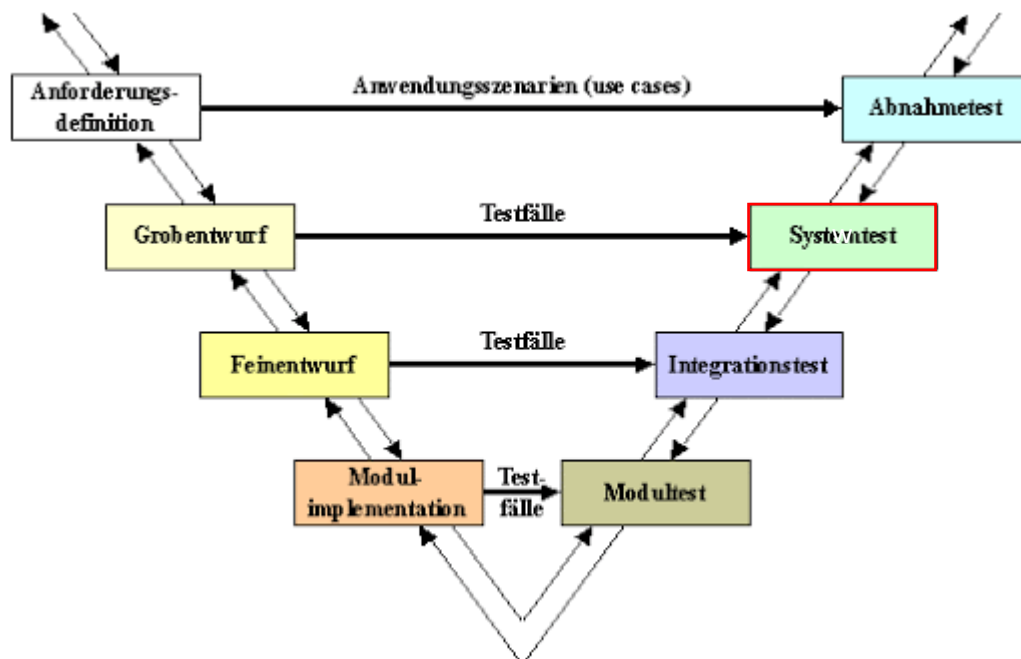 Anforderungs-
definition
Anwendungsszenarien (use cases)
Abnahmetest
Grobentwurf
Testfälle
Systemtest
Feinentwurf
Testfälle
Integrationstest
Modul-
implementation
Test-
fälle
Modultest